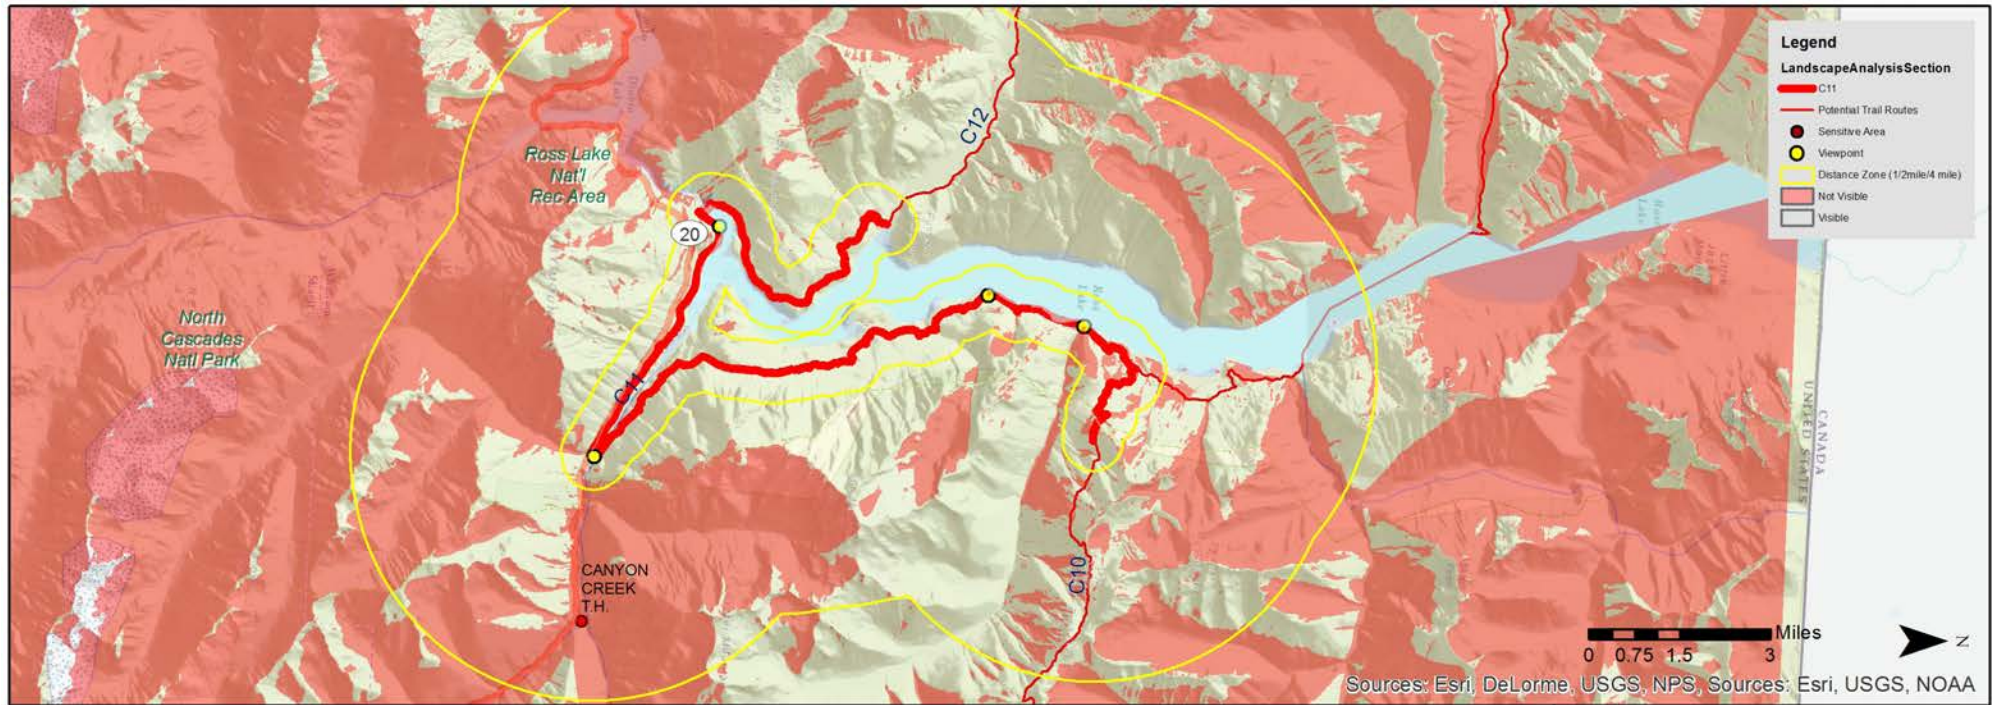 Legend
LandscapeAnalysisSection
C11
Potential Trail Routes
Sensitive Area
Viewpoint
Distance Zone (1/2mile/4 mile)
Not Visible
Visible
C12
Ross Lake
Nat'l
Rec Area
20
North
Cascades
Natl Park
C11
CANYON
CREEK
T.H.
C10
UNITED STATES
CANADA
Miles
0 0.75 1.5 3
N
Sources: Esri, DeLorme, USGS, NPS, Sources: Esri, USGS, NOAA